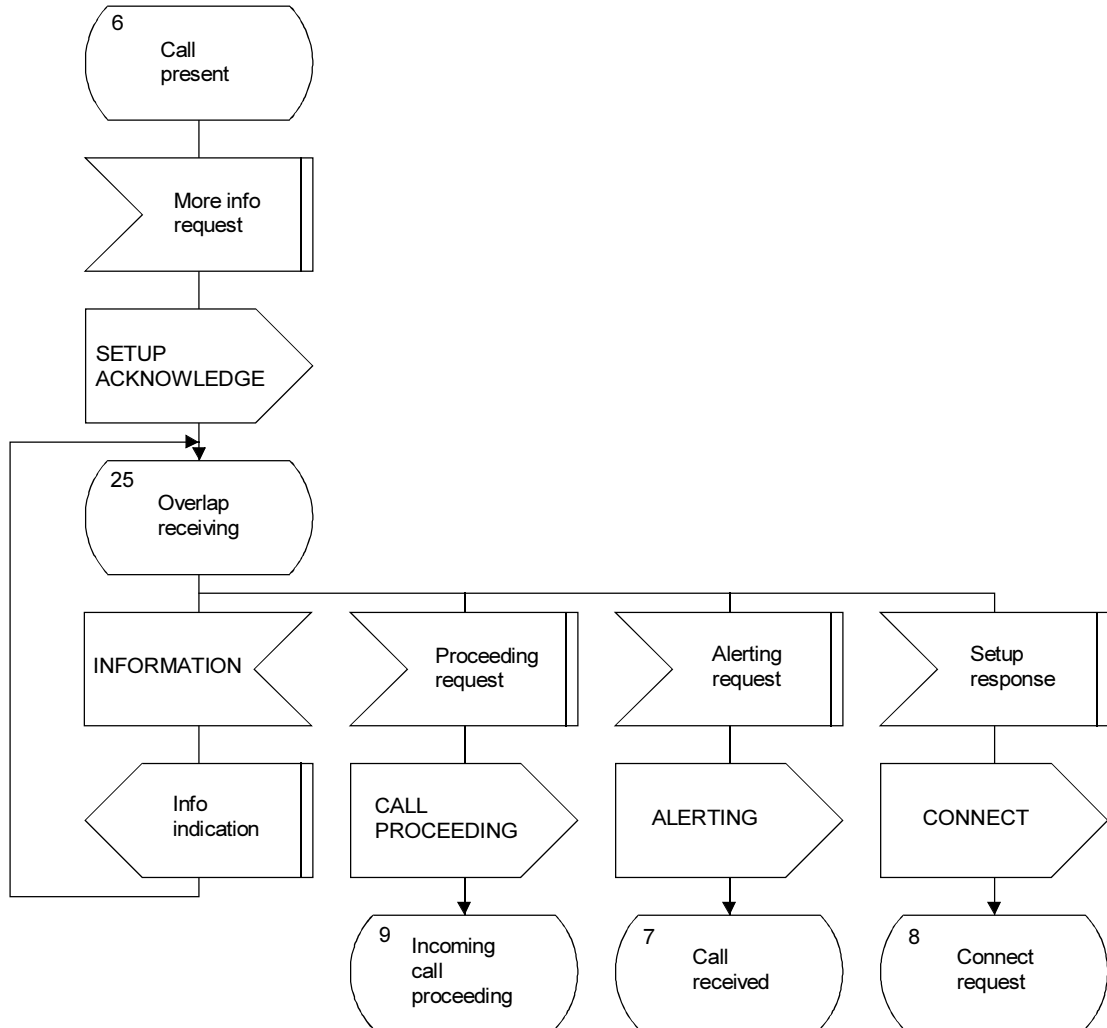 6
Call
present
More info
request
SETUP
ACKNOWLEDGE
25
Overlap
receiving
INFORMATION
Proceeding
request
Alerting
request
Setup
response
Info
indication
CALL
PROCEEDING
ALERTING
CONNECT
9
Incoming
call
proceeding
7
Call
received
8
Connect
request